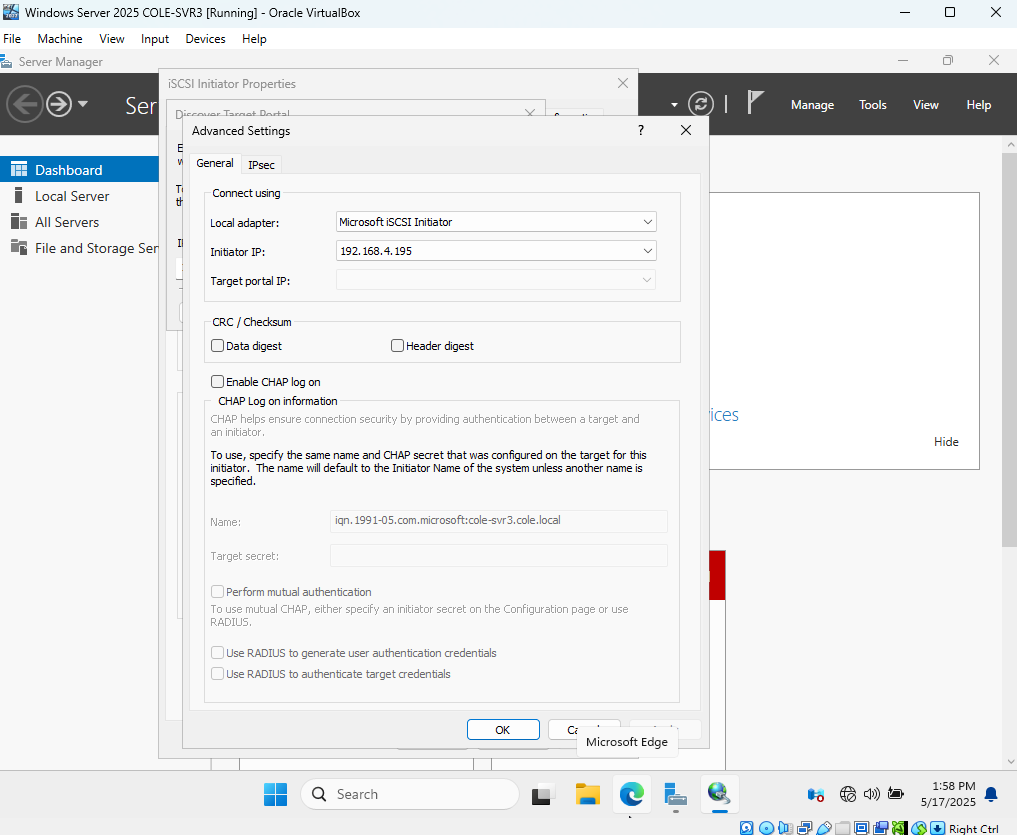 Windows Server 2025 COLE-SVR3 [Running] - Oracle VirtualBox
File Machine View Input Devices Help
Server Manager
iSCSI Initiator Properties
Discover Target Portal
Ser
Manage Tools View Help
Advanced Settings
General IPsec
Dashboard
Local Server
All Servers
File and Storage Ser
Connect using
Local adapter: Microsoft iSCSI Initiator
Initiator IP: 192.168.4.195
Target portal IP:
CRC / Checksum
Data digest Header digest
Enable CHAP log on
CHAP Log on information
CHAP helps ensure connection security by providing authentication between a target and
an initiator.
To use, specify the same name and CHAP secret that was configured on the target for this
initiator. The name will default to the Initiator Name of the system unless another name is
specified.
Name: iqn.1991-05.com.microsoft:cole-svr3.cole.local
Target secret:
Perform mutual authentication
To use mutual CHAP, either specify an initiator secret on the Configuration page or use
RADIUS.
Use RADIUS to generate user authentication credentials
Use RADIUS to authenticate target credentials
ices
Hide
OK
Microsoft Edge
Search
1:58 PM
5/17/2025
Right Ctrl